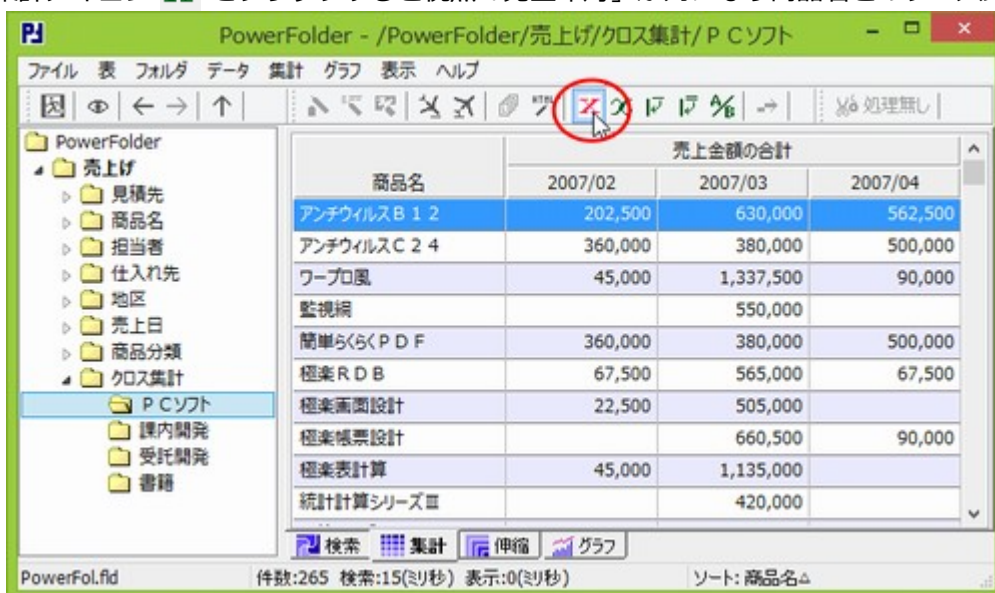 PowerFolder - /PowerFolder/売上げ/クロス集計/ＰＣソフト
ファイル 表 フォルダ データ 集計 グラフ 表示 ヘルプ
処理無し
PowerFolder
売上げ
見積先
商品名
担当者
仕入れ先
地区
売上日
商品分類
クロス集計
ＰＣソフト
課内開発
受託開発
書籍
売上金額の合計
商品名 2007/02 2007/03 2007/04
アンチウィルスＢ１２ 202,500 630,000 562,500
アンチウィルスＣ２４ 360,000 380,000 500,000
ワープロ風 45,000 1,337,500 90,000
監視綱 550,000
簡単らくらくＰＤＦ 360,000 380,000 500,000
極楽ＲＤＢ 67,500 565,000 67,500
極楽画面設計 22,500 505,000
極楽帳票設計 660,500 90,000
極楽表計算 45,000 1,135,000
統計計算シリーズⅢ 420,000
検索 集計 伸縮 グラフ
PowerFol.fld 件数:265 検索:15(ミリ秒) 表示:0(ミリ秒) ソート: 商品名△